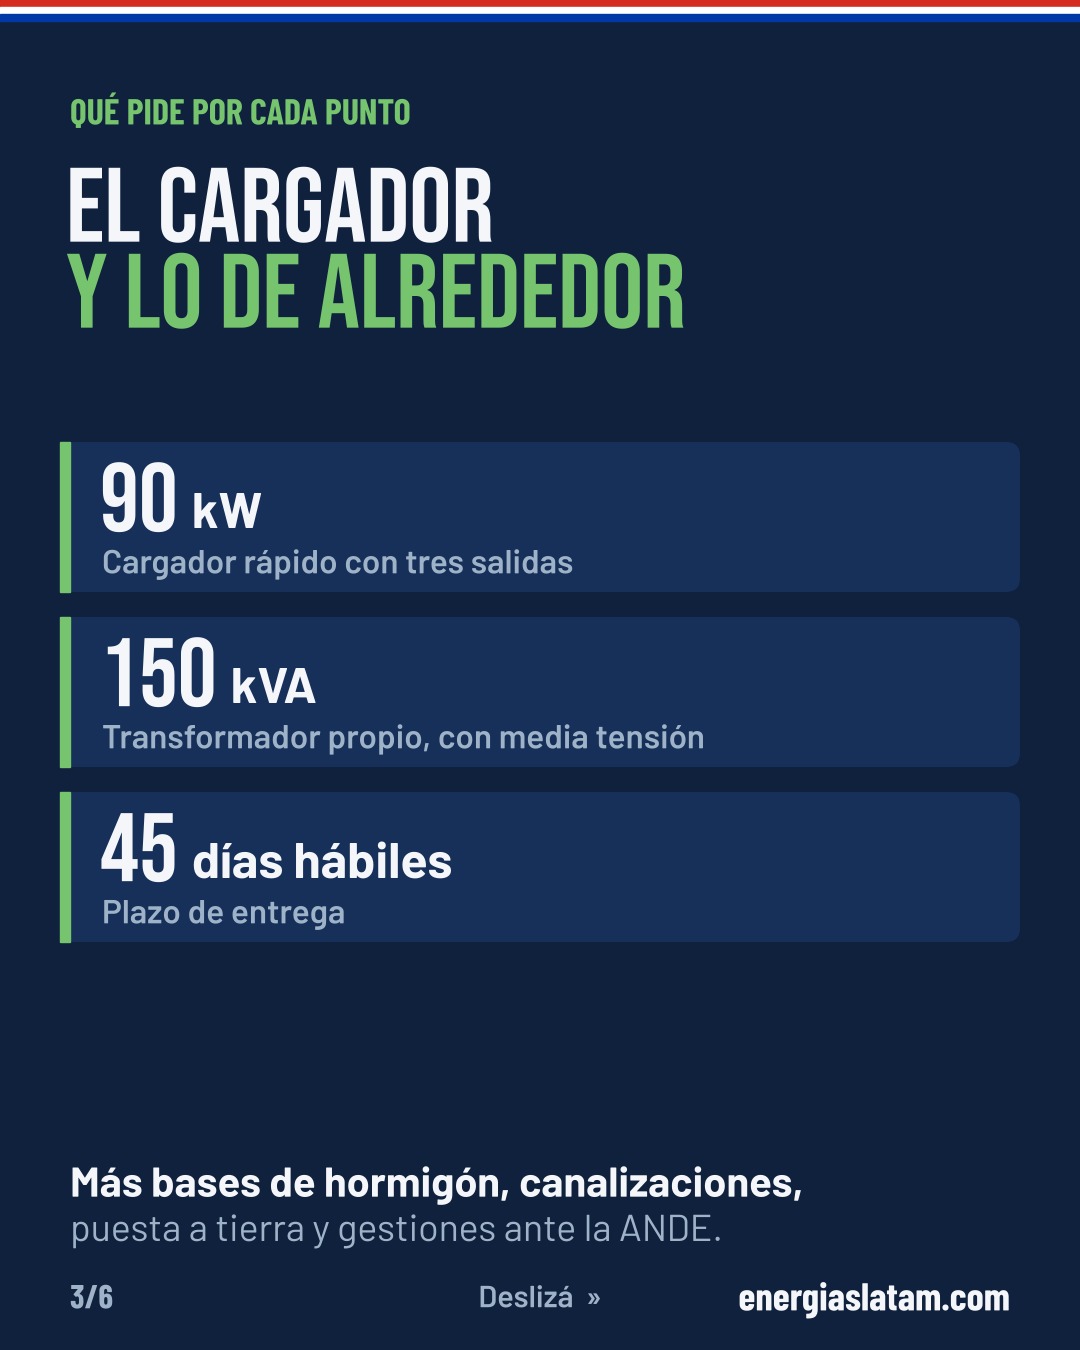 QUÉ PIDE POR CADA PUNTO
EL CARGADOR
Y LO DE ALREDEDOR
90 kW
Cargador rápido con tres salidas
150 kVA
Transformador propio, con media tensión
45 días hábiles
Plazo de entrega
Más bases de hormigón, canalizaciones,
puesta a tierra y gestiones ante la ANDE.
3/6
Deslizá »
energiaslatam.com